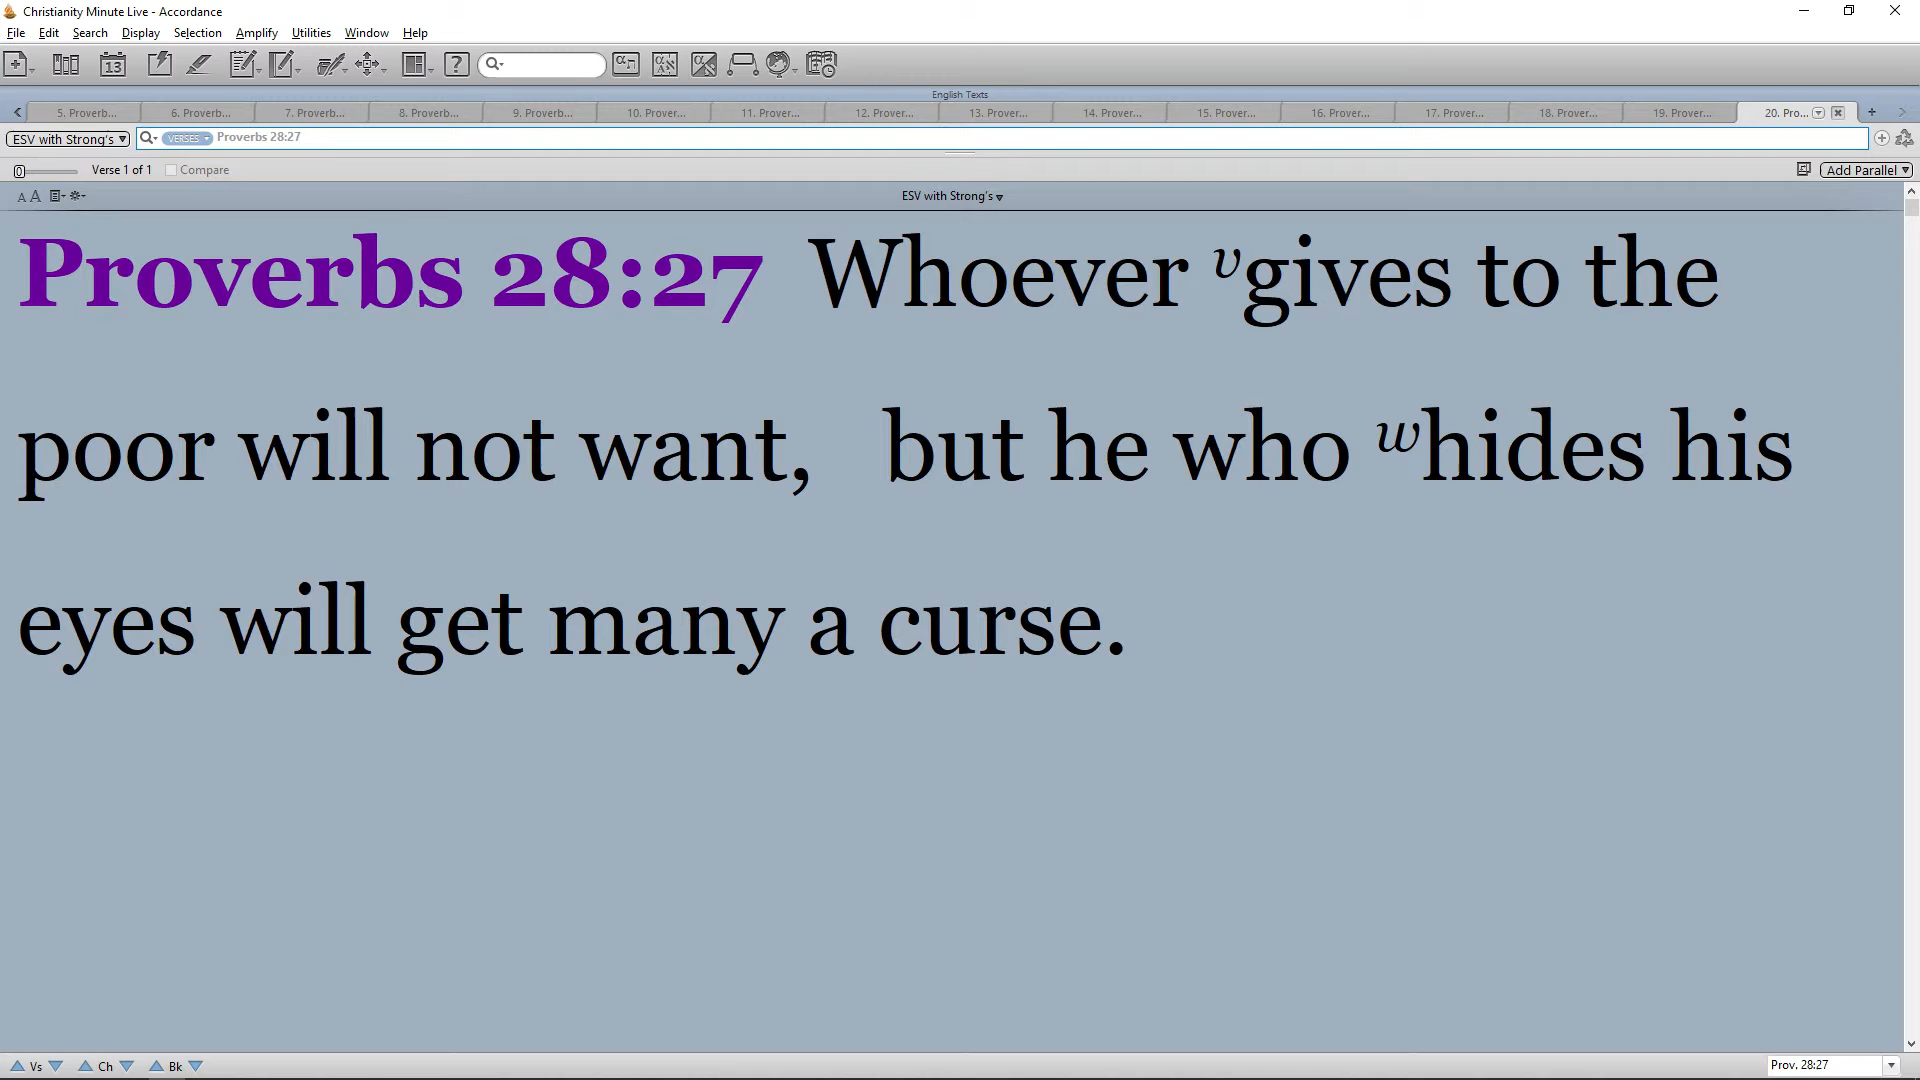 Christianity Minute Live - Accordance
File Edit Search Display Selection Amplify Utilities Window Help
13 ?
English Texts
5. Proverb... 6. Proverb... 7. Proverb... 8. Proverb... 9. Proverb... 10. Prover... 11. Prover... 12. Prover... 13. Prover... 14. Prover... 15. Prover... 16. Prover... 17. Prover... 18. Prover... 19. Prover... 20. Pro...
ESV with Strong's VERSES Proverbs 28:27
0 Verse 1 of 1 Compare Add Parallel
A A ESV with Strong's
Proverbs 28:27 Whoever vgives to the
poor will not want, but he who whides his
eyes will get many a curse.
Vs Ch Bk Prov. 28:27